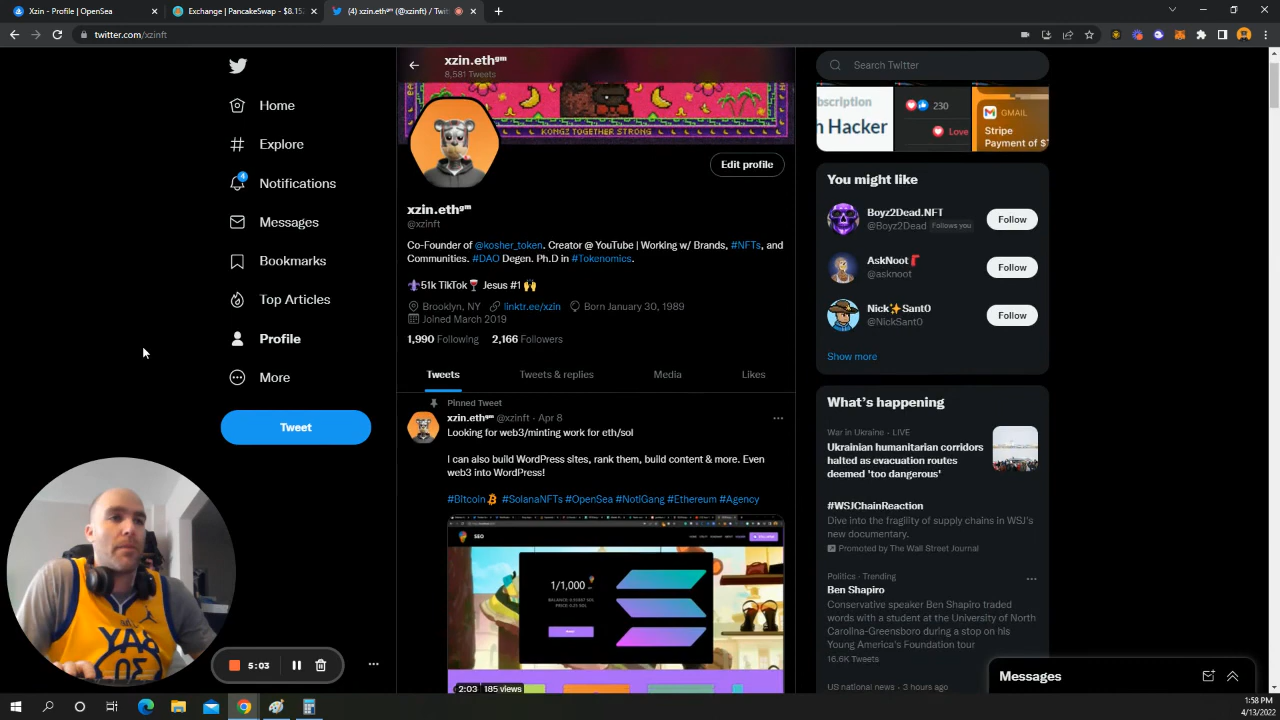 Xzin - Profile | OpenSea
Exchange | PancakeSwap - $8.15
(4) xzin.eth (@xzinft) / Twit
twitter.com/xzinft
Home
Explore
4
Notifications
Messages
Bookmarks
Top Articles
Profile
More
Tweet
xzin.ethᵍᵐ
8,581 Tweets
KONGZ TOGETHER STRONG
Edit profile
xzin.ethᵍᵐ
@xzinft
Co-Founder of @kosher_token. Creator @ YouTube | Working w/ Brands, #NFTs, and
Communities. #DAO Degen. Ph.D in #Tokenomics.
⚜️51k TikTok🍷 Jesus #1 🙌
Brooklyn, NY linktr.ee/xzin Born January 30, 1989
Joined March 2019
1,990 Following 2,166 Followers
Tweets Tweets & replies Media Likes
Pinned Tweet
xzin.ethᵍᵐ @xzinft · Apr 8
Looking for web3/minting work for eth/sol
I can also build WordPress sites, rank them, build content & more. Even
web3 into WordPress!
#Bitcoin #SolanaNFTs #OpenSea #NotiGang #Ethereum #Agency
SEO
1/1,000
2:03 185 views
Search Twitter
bscription
n Hacker
230
Love
GMAIL
Stripe
Payment of $
You might like
Boyz2Dead.NFT
@Boyz2Dead Follows you
Follow
AskNoot
@asknoot
Follow
Nick✨Sant0
@NickSant0
Follow
Show more
What's happening
War in Ukraine · LIVE
Ukrainian humanitarian corridors
halted as evacuation routes
deemed 'too dangerous'
#WSJChainReaction
Dive into the fragility of supply chains in WSJ's
new documentary.
Promoted by The Wall Street Journal
Politics · Trending
Ben Shapiro
Conservative speaker Ben Shapiro traded
words with a student at the University of North
Carolina-Greensboro during a stop on his
Young America's Foundation tour
16.6K Tweets
US national news · 3 hours ago
Messages
5:03
1:58 PM
4/13/2022